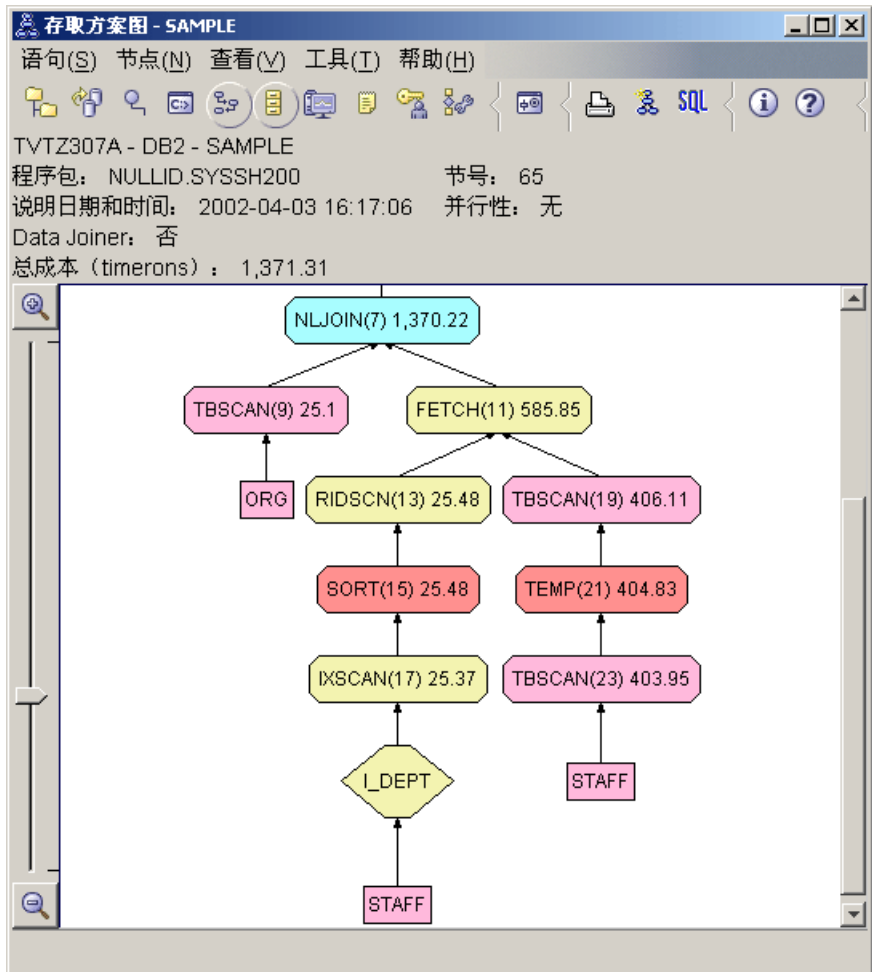 存取方案图 - SAMPLE
语句(S) 节点(N) 查看(V) 工具(T) 帮助(H)
SQL
TVTZ307A - DB2 - SAMPLE
程序包： NULLID.SYSSH200 节号： 65
说明日期和时间： 2002-04-03 16:17:06 并行性： 无
Data Joiner： 否
总成本（timerons）： 1,371.31
NLJOIN(7) 1,370.22
TBSCAN(9) 25.1 FETCH(11) 585.85
ORG RIDSCN(13) 25.48 TBSCAN(19) 406.11
SORT(15) 25.48 TEMP(21) 404.83
IXSCAN(17) 25.37 TBSCAN(23) 403.95
I_DEPT STAFF
STAFF